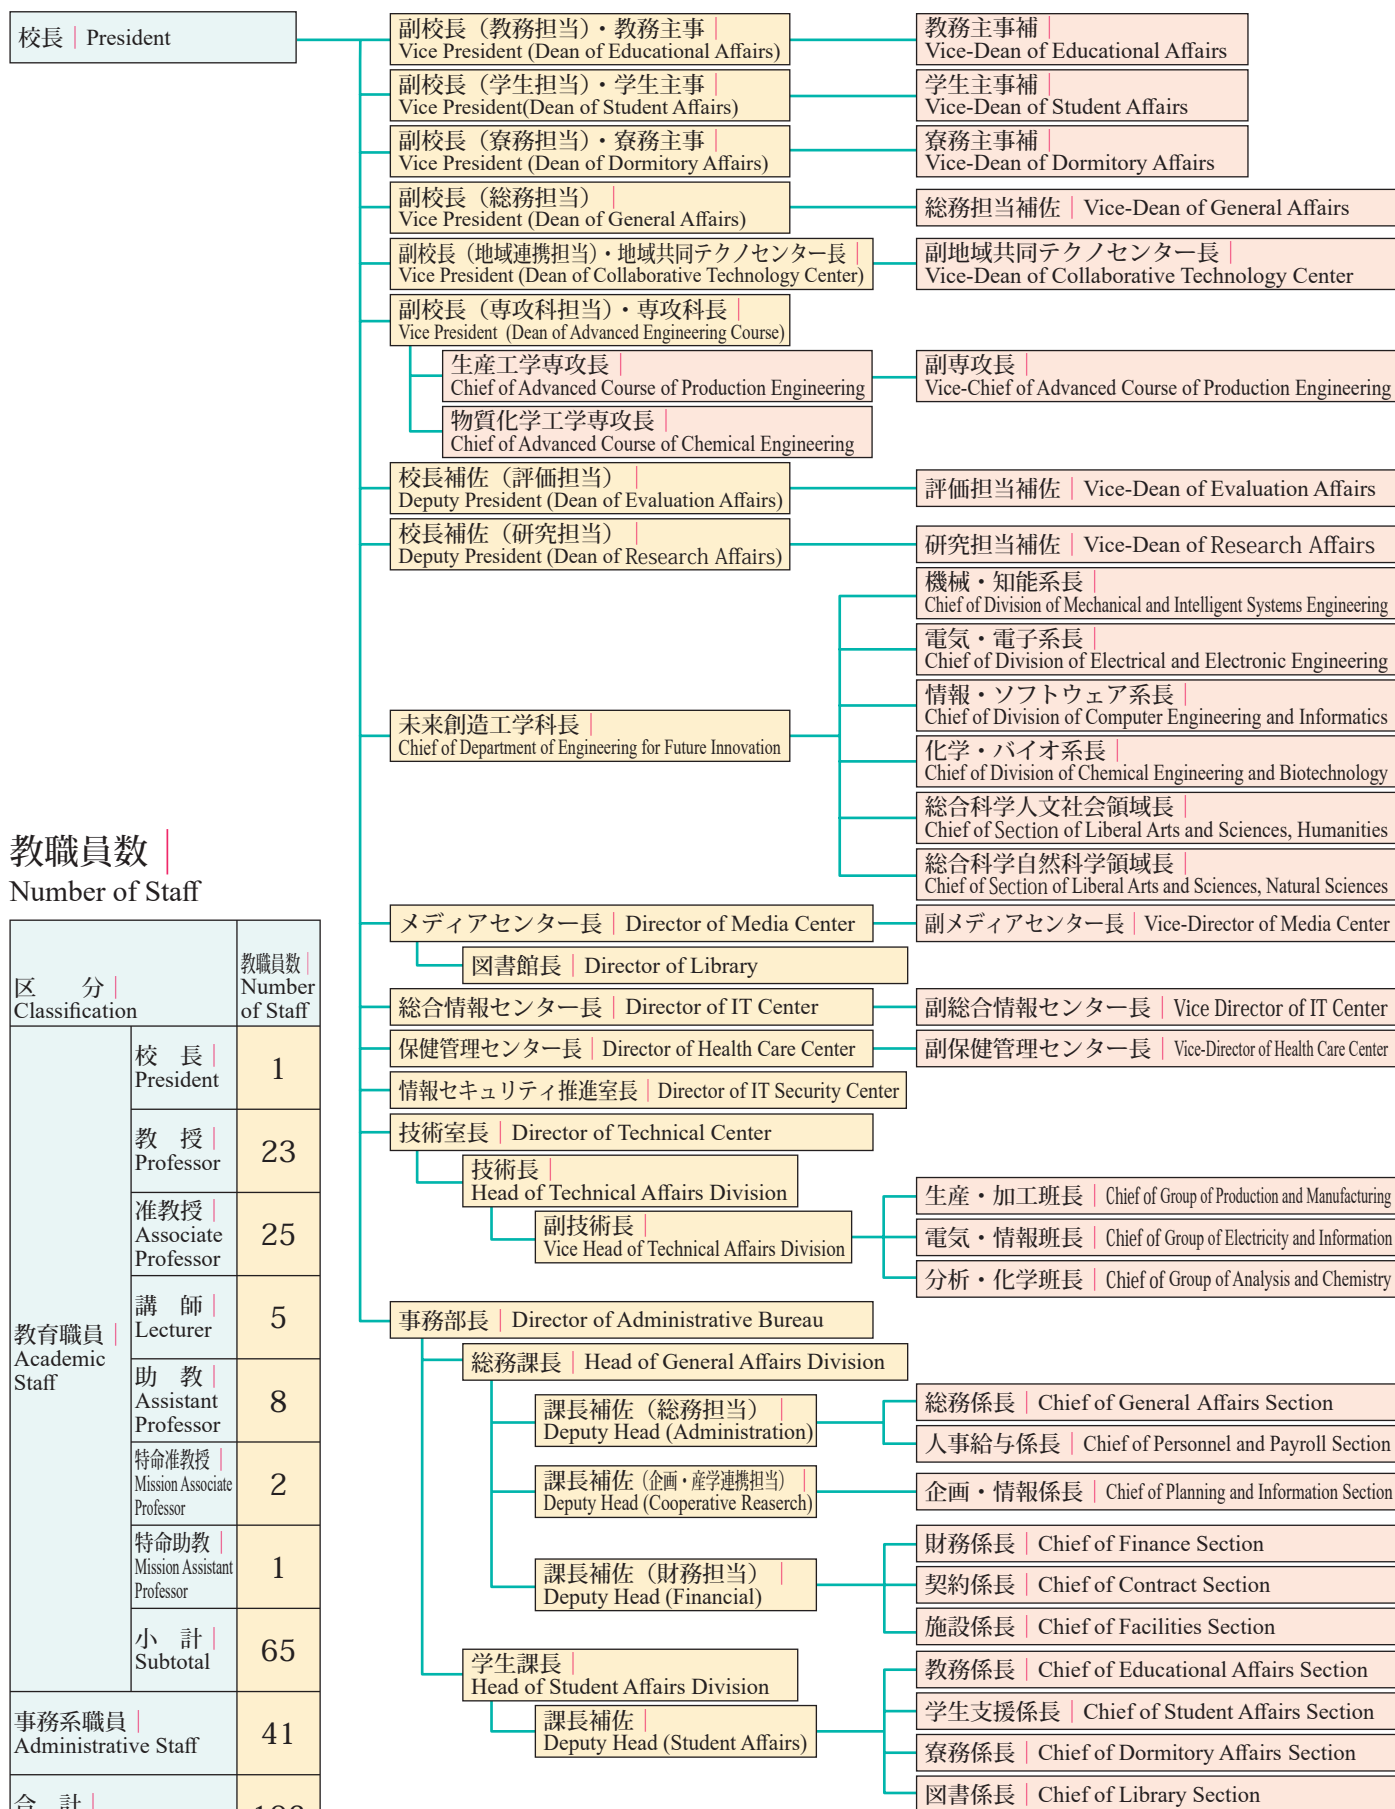 校長｜President
副校長（教務担当）・教務主事｜
Vice President (Dean of Educational Affairs)
教務主事補｜
Vice-Dean of Educational Affairs
副校長（学生担当）・学生主事｜
Vice President(Dean of Student Affairs)
学生主事補｜
Vice-Dean of Student Affairs
副校長（寮務担当）・寮務主事｜
Vice President (Dean of Dormitory Affairs)
寮務主事補｜
Vice-Dean of Dormitory Affairs
副校長（総務担当）｜
Vice President (Dean of General Affairs)
総務担当補佐｜Vice-Dean of General Affairs
副校長（地域連携担当）・地域共同テクノセンター長｜
Vice President (Dean of Collaborative Technology Center)
副地域共同テクノセンター長｜
Vice-Dean of Collaborative Technology Center
副校長（専攻科担当）・専攻科長｜
Vice President (Dean of Advanced Engineering Course)
生産工学専攻長｜
Chief of Advanced Course of Production Engineering
副専攻長｜
Vice-Chief of Advanced Course of Production Engineering
物質化学工学専攻長｜
Chief of Advanced Course of Chemical Engineering
校長補佐（評価担当）｜
Deputy President (Dean of Evaluation Affairs)
評価担当補佐｜Vice-Dean of Evaluation Affairs
校長補佐（研究担当）｜
Deputy President (Dean of Research Affairs)
研究担当補佐｜Vice-Dean of Research Affairs
未来創造工学科長｜
Chief of Department of Engineering for Future Innovation
機械・知能系長｜
Chief of Division of Mechanical and Intelligent Systems Engineering
電気・電子系長｜
Chief of Division of Electrical and Electronic Engineering
情報・ソフトウェア系長｜
Chief of Division of Computer Engineering and Informatics
化学・バイオ系長｜
Chief of Division of Chemical Engineering and Biotechnology
総合科学人文社会領域長｜
Chief of Section of Liberal Arts and Sciences, Humanities
総合科学自然科学領域長｜
Chief of Section of Liberal Arts and Sciences, Natural Sciences
メディアセンター長｜Director of Media Center
副メディアセンター長｜Vice-Director of Media Center
図書館長｜Director of Library
総合情報センター長｜Director of IT Center
副総合情報センター長｜Vice Director of IT Center
保健管理センター長｜Director of Health Care Center
副保健管理センター長｜Vice-Director of Health Care Center
情報セキュリティ推進室長｜Director of IT Security Center
技術室長｜Director of Technical Center
技術長｜
Head of Technical Affairs Division
副技術長｜
Vice Head of Technical Affairs Division
生産・加工班長｜Chief of Group of Production and Manufacturing
電気・情報班長｜Chief of Group of Electricity and Information
分析・化学班長｜Chief of Group of Analysis and Chemistry
事務部長｜Director of Administrative Bureau
総務課長｜Head of General Affairs Division
課長補佐（総務担当）｜
Deputy Head (Administration)
総務係長｜Chief of General Affairs Section
人事給与係長｜Chief of Personnel and Payroll Section
課長補佐（企画・産学連携担当）｜
Deputy Head (Cooperative Reaserch)
企画・情報係長｜Chief of Planning and Information Section
課長補佐（財務担当）｜
Deputy Head (Financial)
財務係長｜Chief of Finance Section
契約係長｜Chief of Contract Section
施設係長｜Chief of Facilities Section
学生課長｜
Head of Student Affairs Division
課長補佐｜
Deputy Head (Student Affairs)
教務係長｜Chief of Educational Affairs Section
学生支援係長｜Chief of Student Affairs Section
寮務係長｜Chief of Dormitory Affairs Section
図書係長｜Chief of Library Section
教職員数｜
Number of Staff
区　分｜
Classification
教職員数｜
Number
of Staff
教育職員｜
Academic
Staff
校　長｜
President
1
教　授｜
Professor
23
准教授｜
Associate
Professor
25
講　師｜
Lecturer
5
助　教｜
Assistant
Professor
8
特命准教授｜
Mission Associate
Professor
2
特命助教｜
Mission Assistant
Professor
1
小　計｜
Subtotal
65
事務系職員｜
Administrative Staff
41
合　計｜